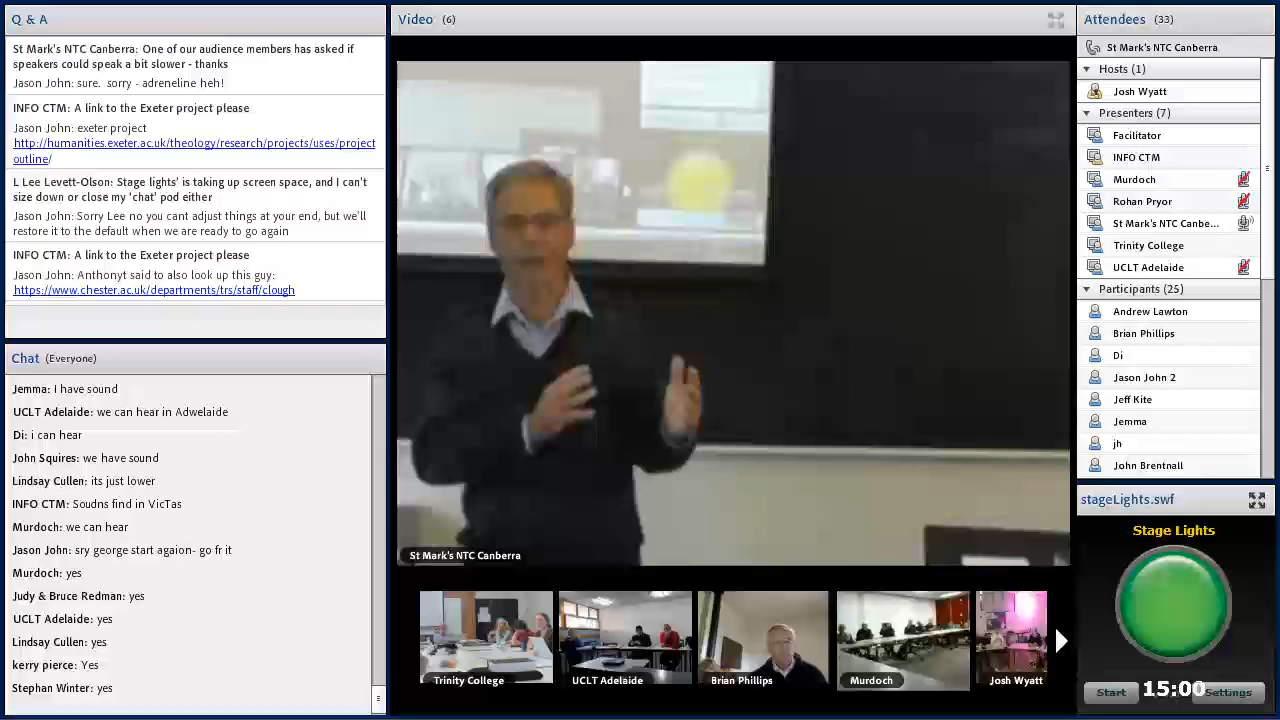 Q & A
St Mark's NTC Canberra: One of our audience members has asked if
speakers could speak a bit slower - thanks
Jason John: sure. sorry - adreneline heh!
INFO CTM: A link to the Exeter project please
Jason John: exeter project
http://humanities.exeter.ac.uk/theology/research/projects/uses/project
outline/
L Lee Levett-Olson: Stage lights' is taking up screen space, and I can't
size down or close my 'chat' pod either
Jason John: Sorry Lee no you cant adjust things at your end, but we'll
restore it to the default when we are ready to go again
INFO CTM: A link to the Exeter project please
Jason John: Anthonyt said to also look up this guy:
https://www.chester.ac.uk/departments/trs/staff/clough
Chat (Everyone)
Jemma: I have sound
UCLT Adelaide: we can hear in Adwelaide
Di: i can hear
John Squires: we have sound
Lindsay Cullen: its just lower
INFO CTM: Soudns find in VicTas
Murdoch: we can hear
Jason John: sry george start agaion- go fr it
Murdoch: yes
Judy & Bruce Redman: yes
UCLT Adelaide: yes
Lindsay Cullen: yes
kerry pierce: Yes
Stephan Winter: yes
Video (6)
St Mark's NTC Canberra
Trinity College
UCLT Adelaide
Brian Phillips
Murdoch
Josh Wyatt
Attendees (33)
St Mark's NTC Canberra
Hosts (1)
Josh Wyatt
Presenters (7)
Facilitator
INFO CTM
Murdoch
Rohan Pryor
St Mark's NTC Canbe...
Trinity College
UCLT Adelaide
Participants (25)
Andrew Lawton
Brian Phillips
Di
Jason John 2
Jeff Kite
Jemma
jh
John Brentnall
stageLights.swf
Stage Lights
Start 15:00 Settings